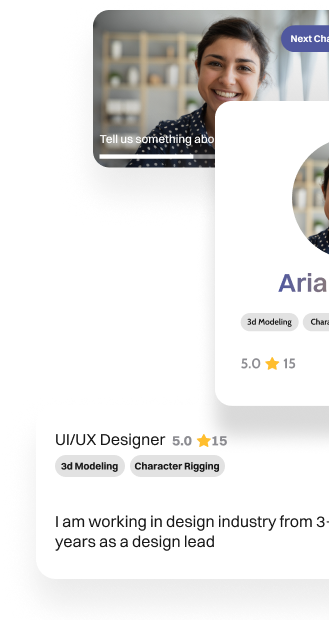 Next Cha
Tell us something abo
Aria
3d Modeling
Chara
5.0 15
UI/UX Designer 5.0 15
3d Modeling
Character Rigging
I am working in design industry from 3-
years as a design lead